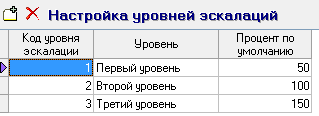 Настройка уровней эскалаций
Код уровня эскалации Уровень Процент по умолчанию
1 Первый уровень 50
2 Второй уровень 100
3 Третий уровень 150